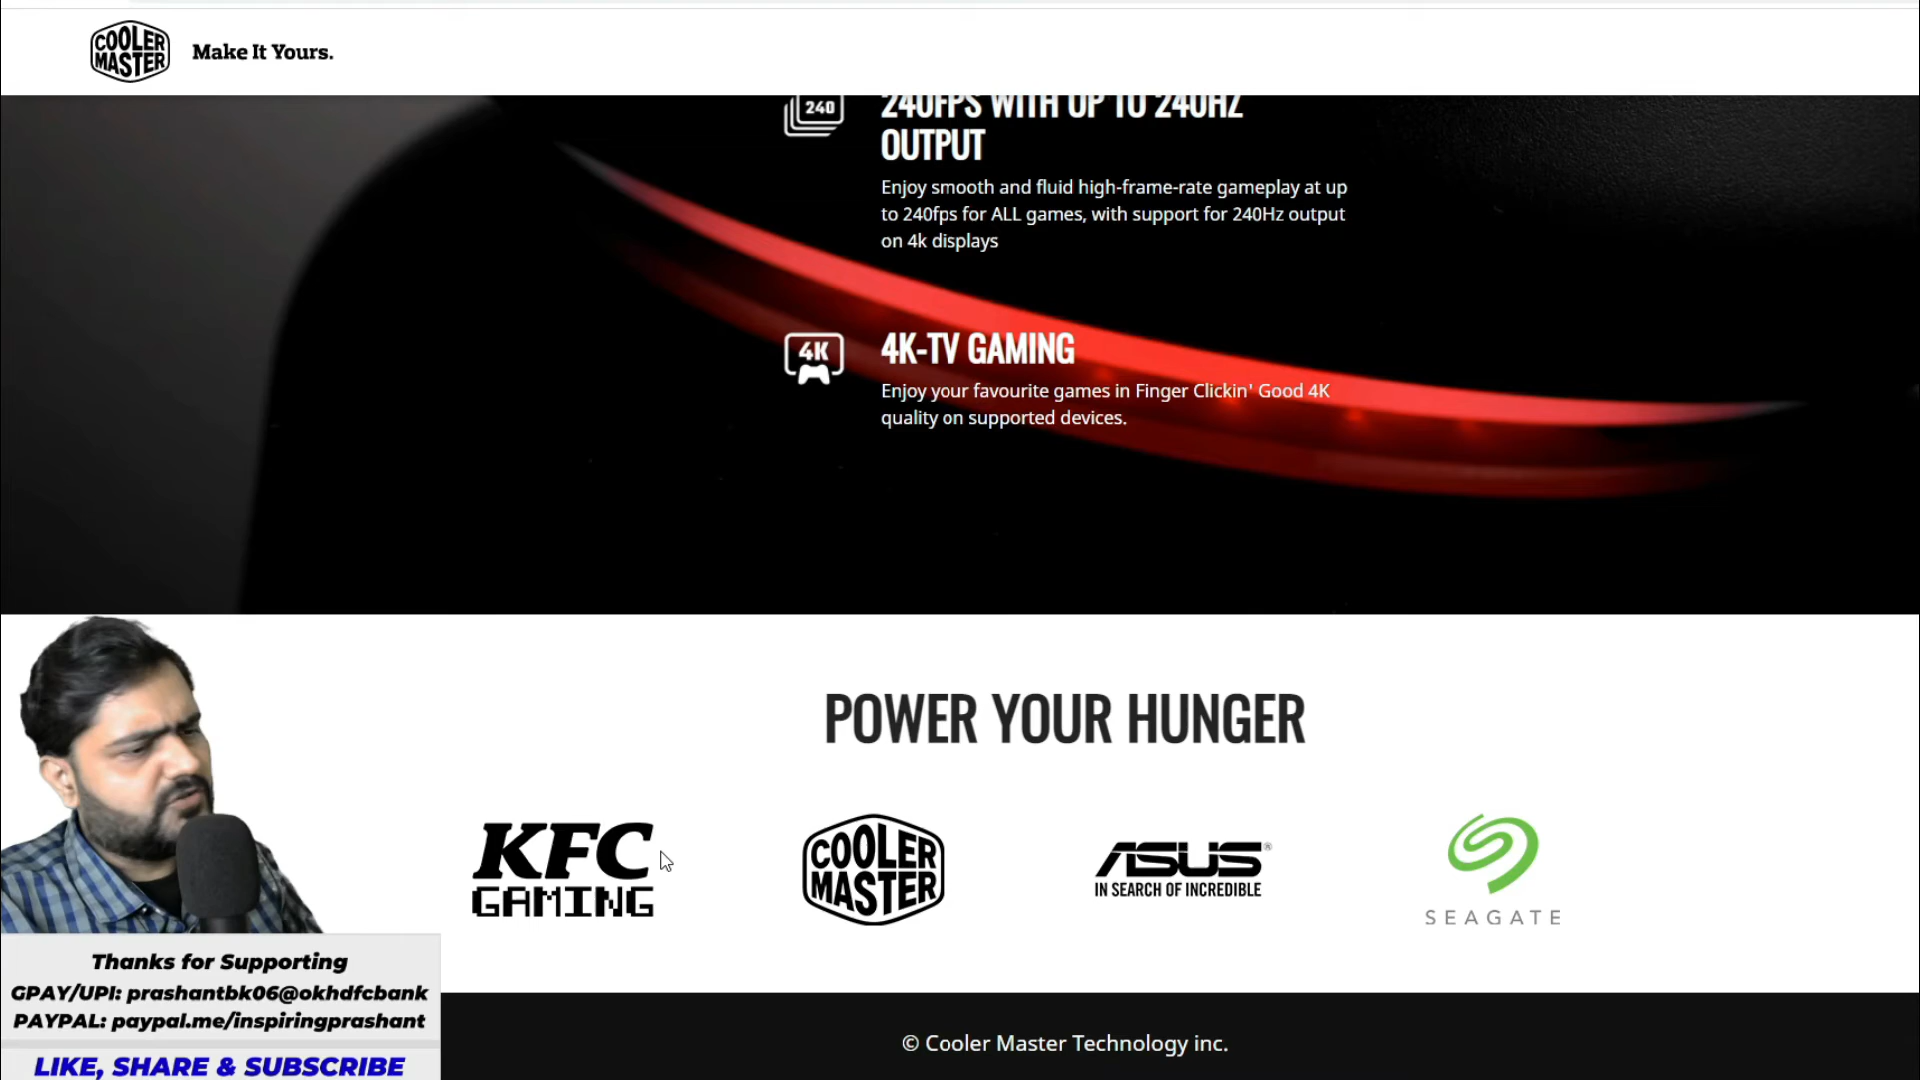 COOLER
MASTER
Make It Yours.
240
240FPS WITH UP TO 240HZ
OUTPUT
Enjoy smooth and fluid high-frame-rate gameplay at up
to 240fps for ALL games, with support for 240Hz output
on 4k displays
4K
4K-TV GAMING
Enjoy your favourite games in Finger Clickin' Good 4K
quality on supported devices.
POWER YOUR HUNGER
KFC
GAMING
COOLER
MASTER
ASUS®
IN SEARCH OF INCREDIBLE
SEAGATE
Thanks for Supporting
GPAY/UPI: prashantbk06@okhdfcbank
PAYPAL: paypal.me/inspiringprashant
LIKE, SHARE & SUBSCRIBE
© Cooler Master Technology inc.